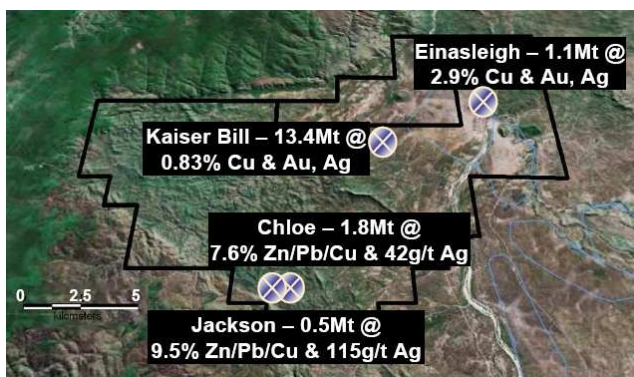 Einasleigh – 1.1Mt @
2.9% Cu & Au, Ag
Kaiser Bill – 13.4Mt @
0.83% Cu & Au, Ag
Chloe – 1.8Mt @
7.6% Zn/Pb/Cu & 42g/t Ag
0 2.5 5
kilometers
Jackson – 0.5Mt @
9.5% Zn/Pb/Cu & 115g/t Ag